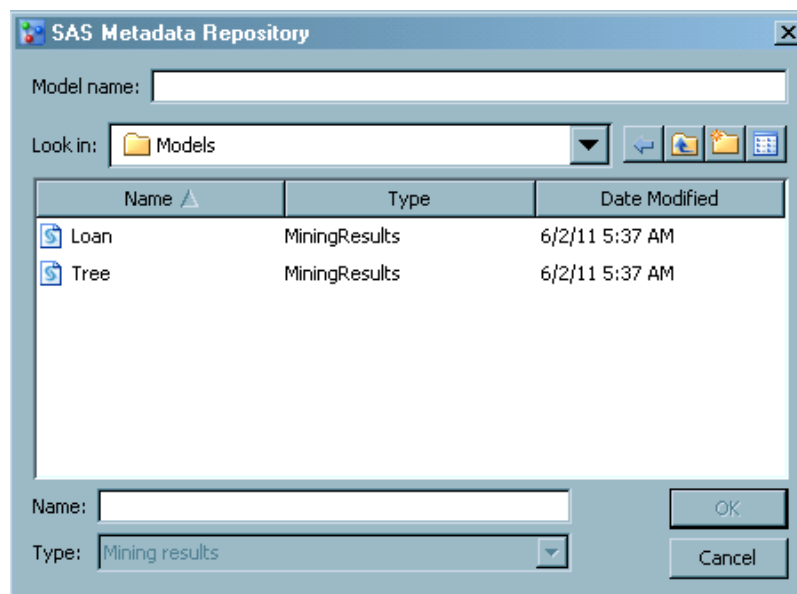 SAS Metadata Repository
Model name:
Look in: Models
Name Type Date Modified
Loan MiningResults 6/2/11 5:37 AM
Tree MiningResults 6/2/11 5:37 AM
Name: OK
Type: Mining results Cancel